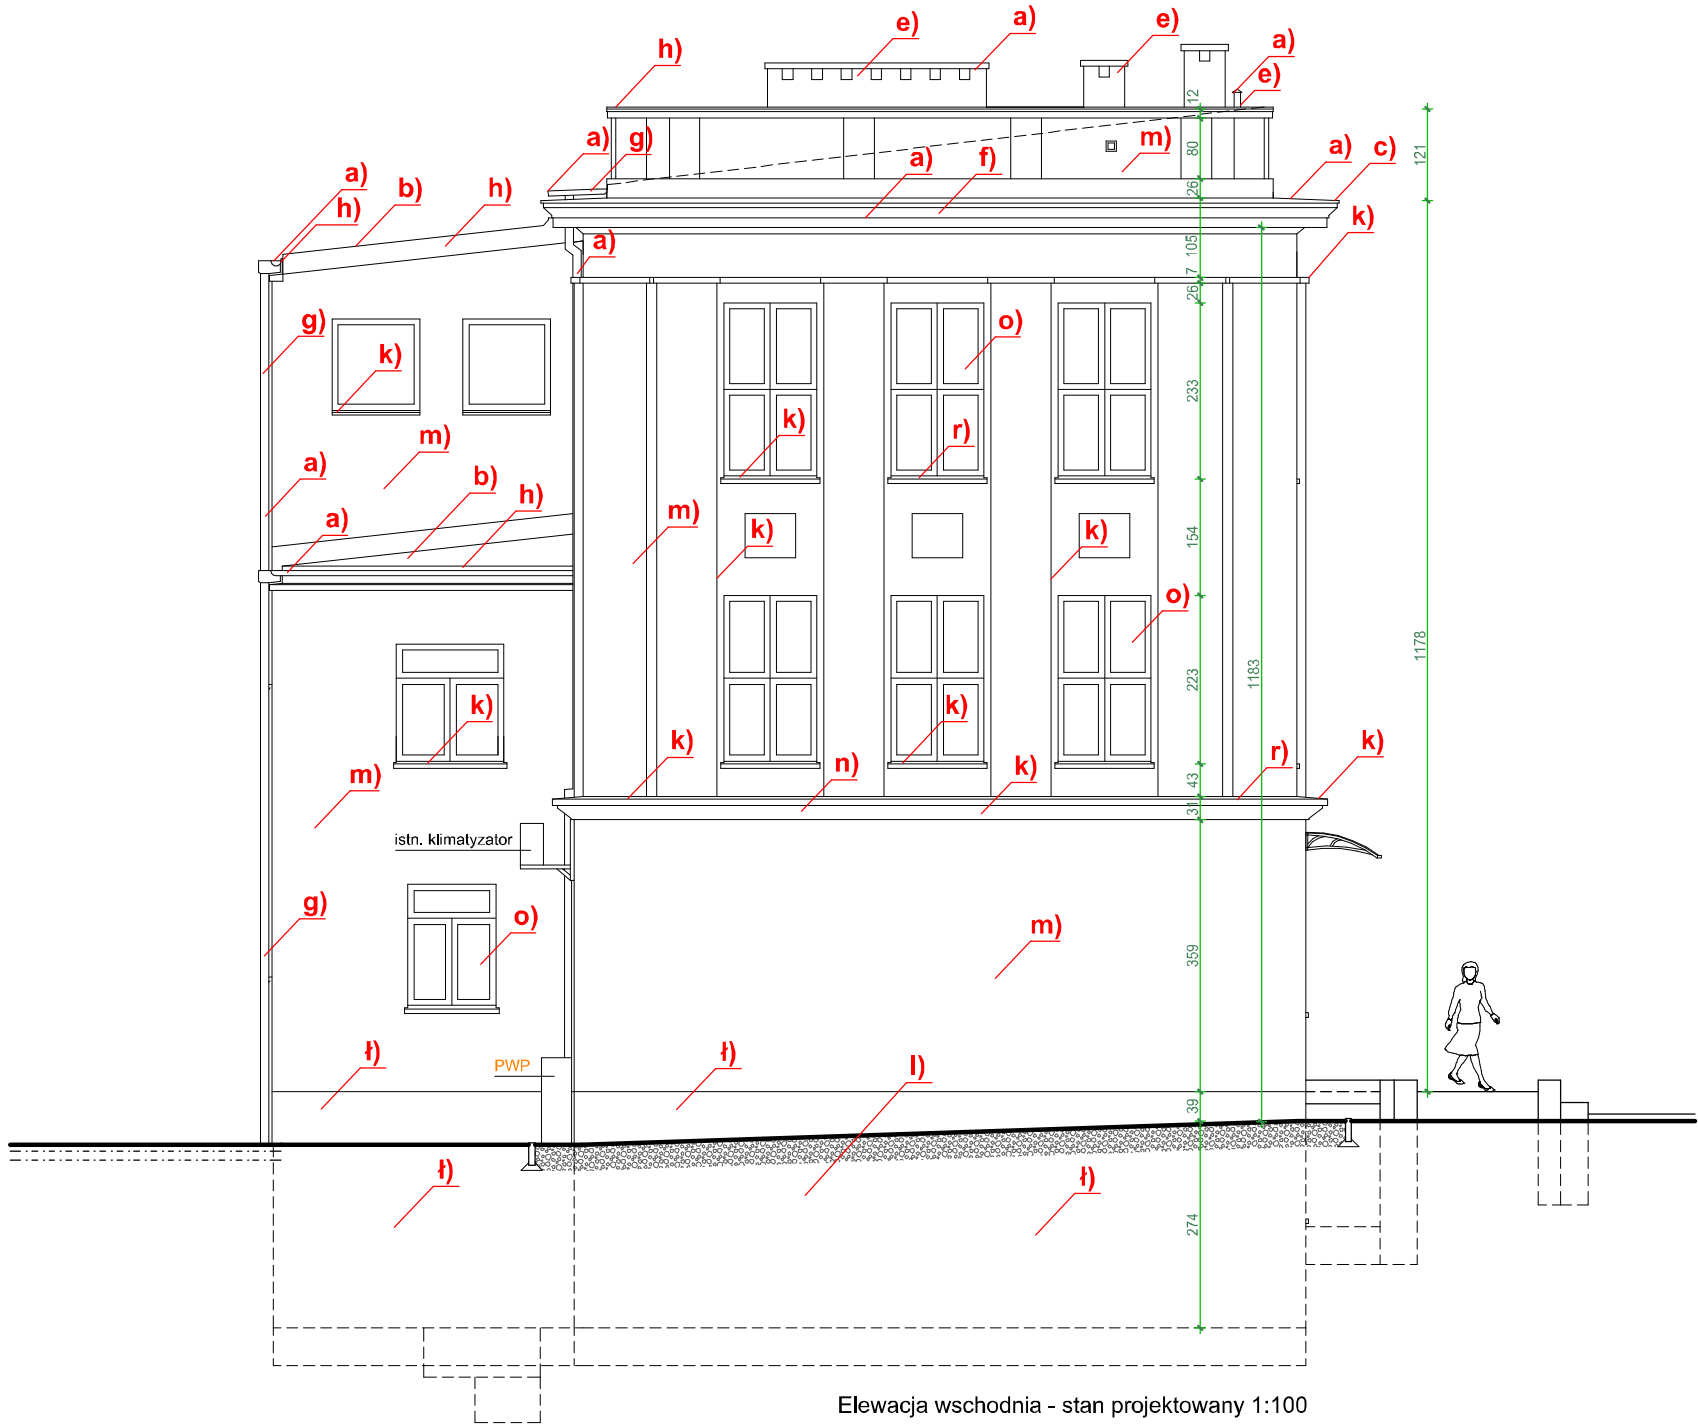 e)
a)
e)
a)
h)
e)
12
a)
g)
m)
80
121
a)
f)
a)
c)
a)
b)
h)
h)
26
k)
a)
105
7
26
g)
k)
o)
233
m)
k)
r)
a)
b)
h)
a)
m)
k)
k)
154
o)
1178
1183
223
k)
k)
k)
k)
r)
m)
n)
k)
43
31
istn. klimatyzator
g)
o)
m)
359
PWP
ł)
ł)
l)
39
ł)
ł)
274
Elewacja wschodnia - stan projektowany 1:100